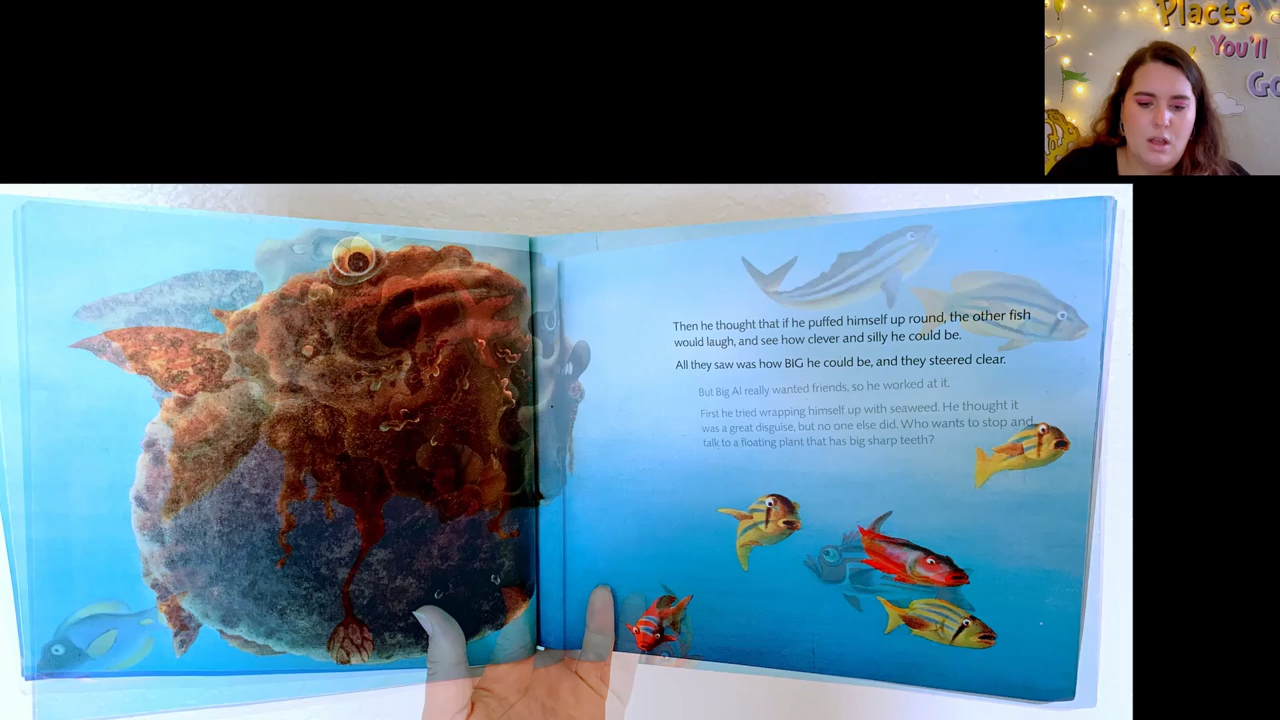 Places
You'll
Go
Then he thought that if he puffed himself up round, the other fish
would laugh, and see how clever and silly he could be.
All they saw was how BIG he could be, and they steered clear.
But Big Al really wanted friends, so he worked at it.
First he tried wrapping himself up with seaweed. He thought it
was a great disguise, but no one else did. Who wants to stop and
talk to a floating plant that has big sharp teeth?